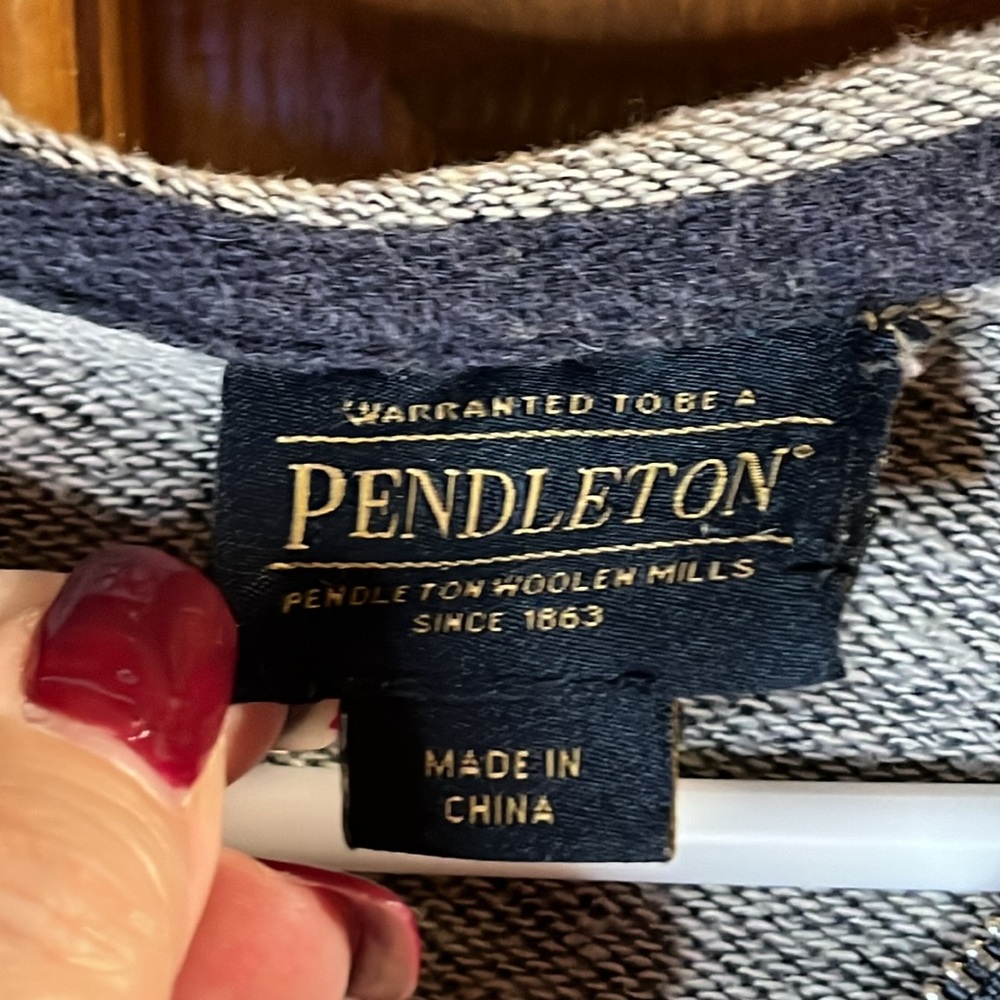 WARRANTED TO BE A
PENDLETON®
PENDLETON WOOLEN MILLS
SINCE 1863
MADE IN
CHINA